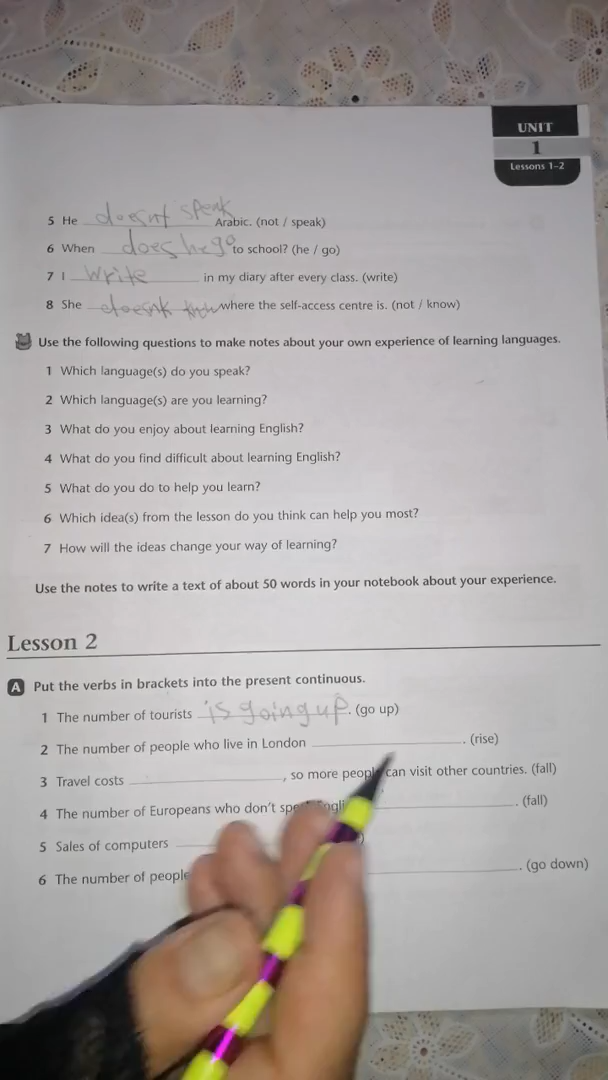 UNIT
1
Lessons 1–2
5 He doesnt speak Arabic. (not / speak)
6 When does he go to school? (he / go)
7 I write in my diary after every class. (write)
8 She doesnt know where the self-access centre is. (not / know)
Use the following questions to make notes about your own experience of learning languages.
1 Which language(s) do you speak?
2 Which language(s) are you learning?
3 What do you enjoy about learning English?
4 What do you find difficult about learning English?
5 What do you do to help you learn?
6 Which idea(s) from the lesson do you think can help you most?
7 How will the ideas change your way of learning?
Use the notes to write a text of about 50 words in your notebook about your experience.
Lesson 2
A Put the verbs in brackets into the present continuous.
1 The number of tourists is going up. (go up)
2 The number of people who live in London ____________. (rise)
3 Travel costs ____________, so more people can visit other countries. (fall)
4 The number of Europeans who don't ____________. (fall)
5 Sales of computers ____________
6 The number of people ____________. (go down)